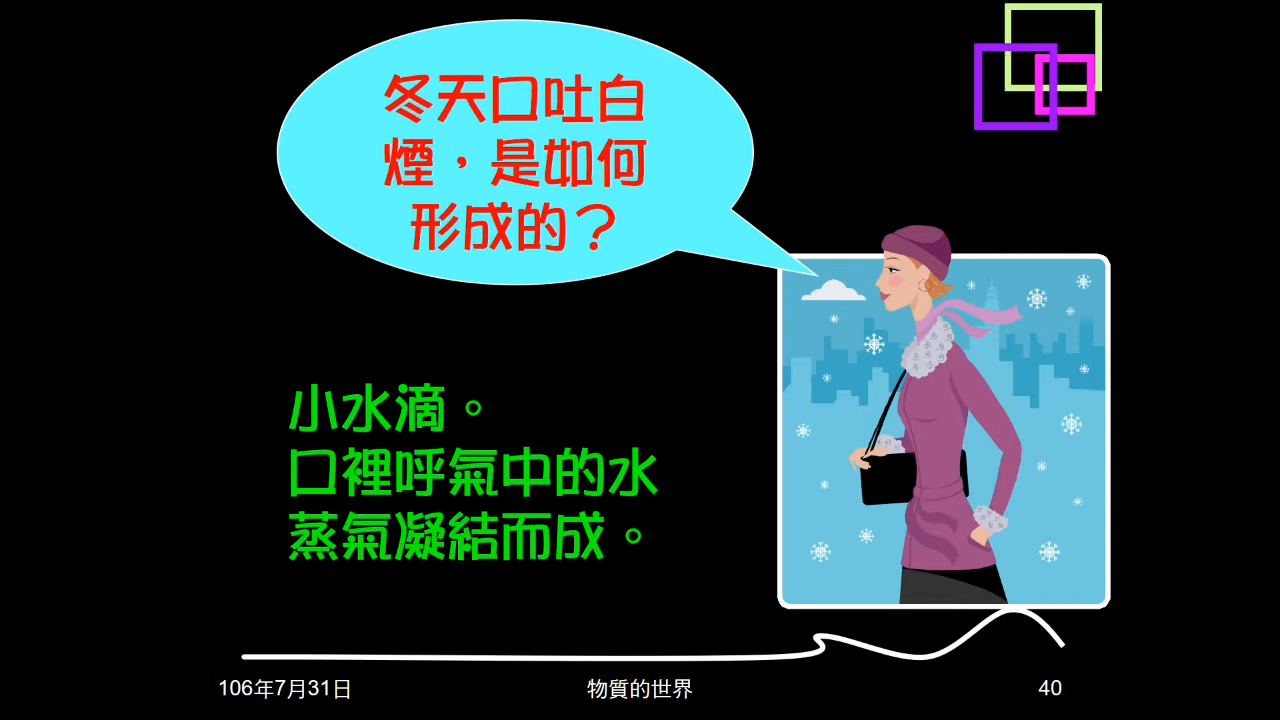 冬天口吐白
煙，是如何
形成的？
小水滴。
口裡呼氣中的水
蒸氣凝結而成。
106年7月31日
物質的世界
40